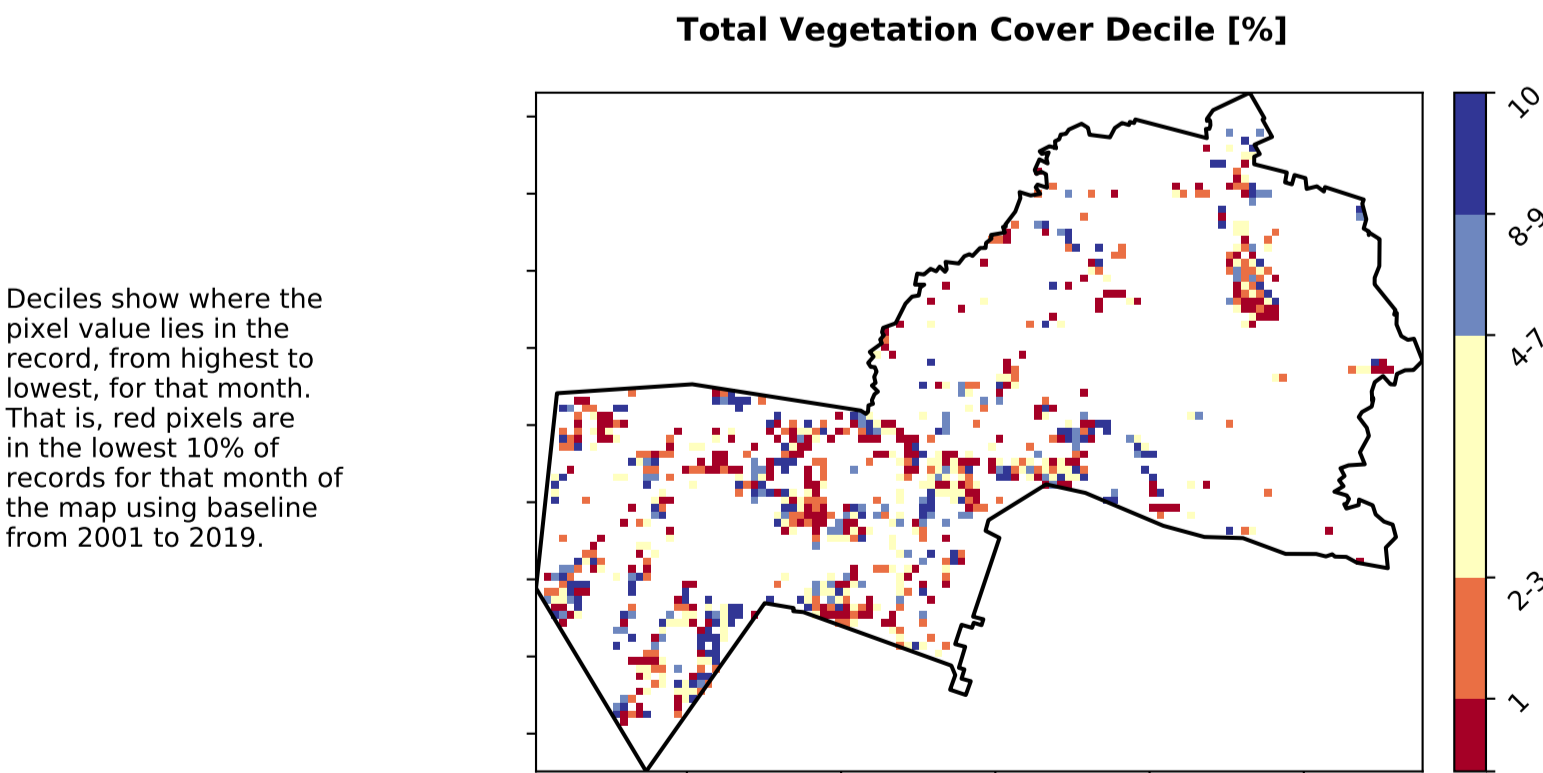 Total Vegetation Cover Decile [%]
Deciles show where the
pixel value lies in the
record, from highest to
lowest, for that month.
That is, red pixels are
in the lowest 10% of
records for that month of
the map using baseline
from 2001 to 2019.
10
8-9
4-7
2-3
1